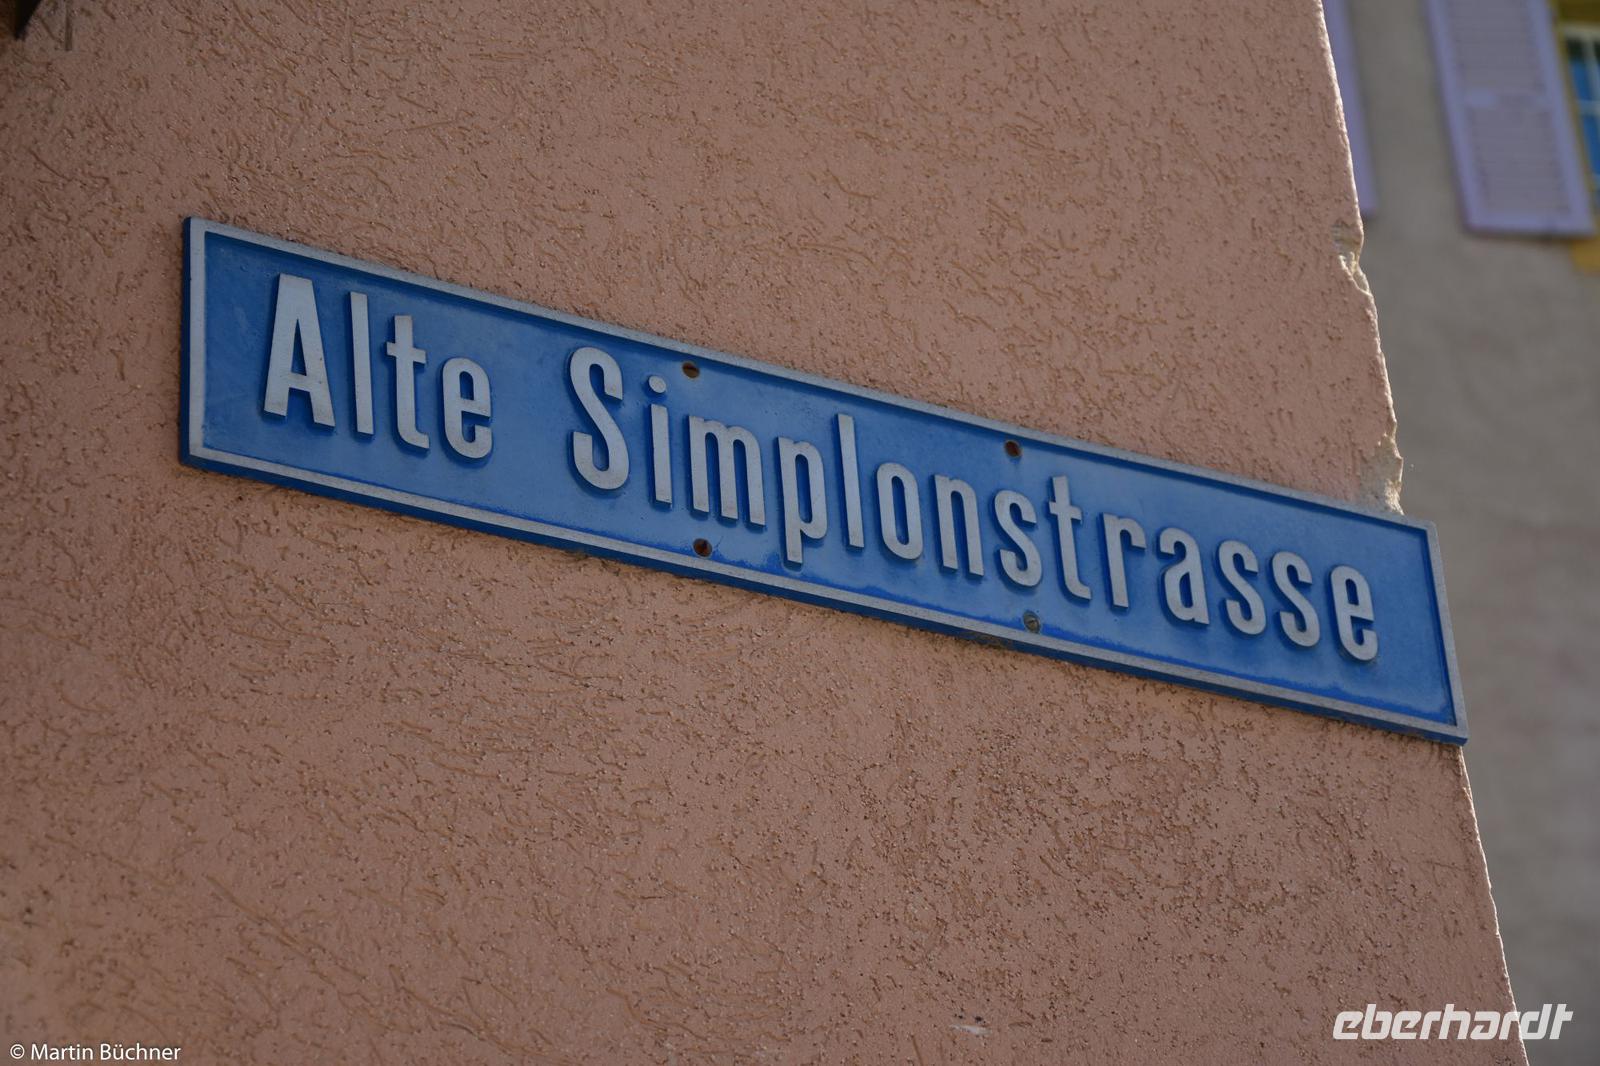 Alte Simplonstrasse
eberhardt
© Martin Büchner